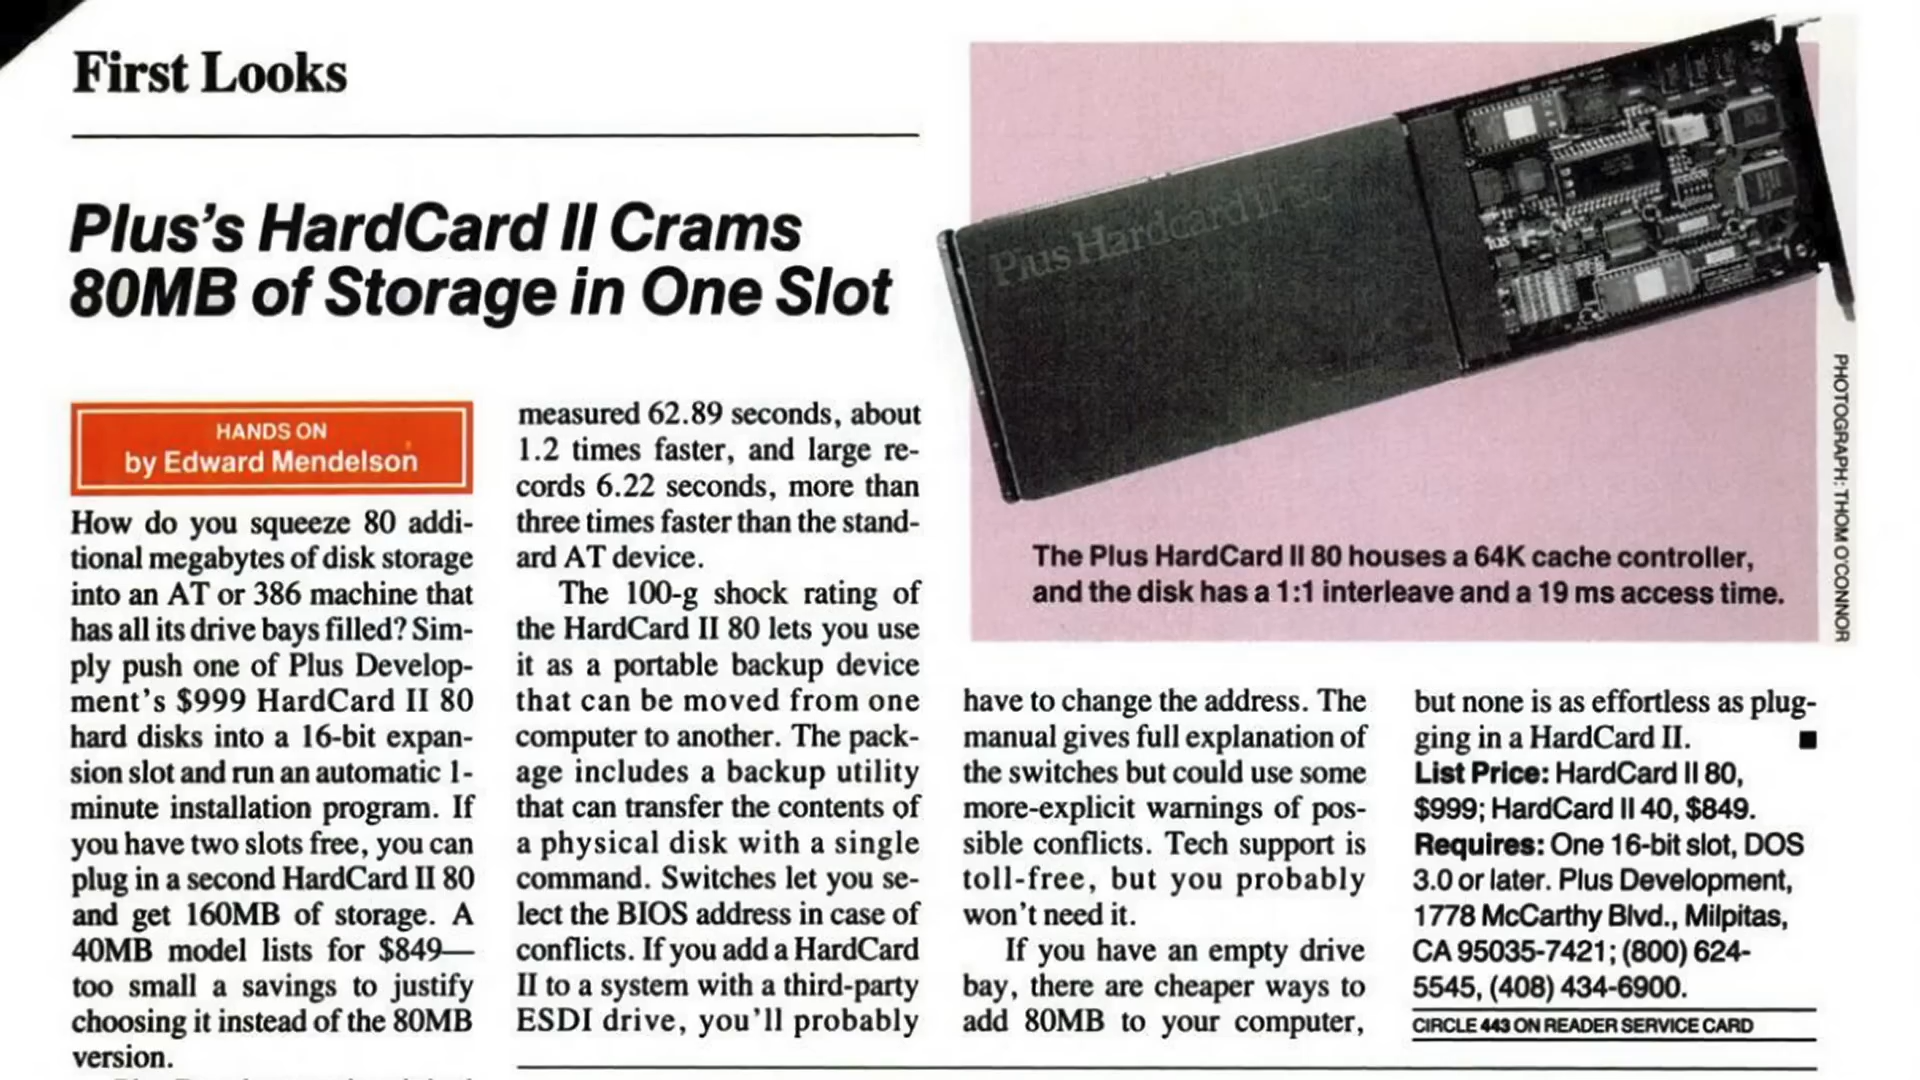 First Looks
Plus's HardCard II Crams
80MB of Storage in One Slot
HANDS ON
by Edward Mendelson
How do you squeeze 80 addi-
tional megabytes of disk storage
into an AT or 386 machine that
has all its drive bays filled? Sim-
ply push one of Plus Develop-
ment's $999 HardCard II 80
hard disks into a 16-bit expan-
sion slot and run an automatic 1-
minute installation program. If
you have two slots free, you can
plug in a second HardCard II 80
and get 160MB of storage. A
40MB model lists for $849—
too small a savings to justify
choosing it instead of the 80MB
version.
measured 62.89 seconds, about
1.2 times faster, and large re-
cords 6.22 seconds, more than
three times faster than the stand-
ard AT device.
The 100-g shock rating of
the HardCard II 80 lets you use
it as a portable backup device
that can be moved from one
computer to another. The pack-
age includes a backup utility
that can transfer the contents of
a physical disk with a single
command. Switches let you se-
lect the BIOS address in case of
conflicts. If you add a HardCard
II to a system with a third-party
ESDI drive, you'll probably
Plus Hardcard II
The Plus HardCard II 80 houses a 64K cache controller,
and the disk has a 1:1 interleave and a 19 ms access time.
PHOTOGRAPH: THOM O'CONNOR
have to change the address. The
manual gives full explanation of
the switches but could use some
more-explicit warnings of pos-
sible conflicts. Tech support is
toll-free, but you probably
won't need it.
If you have an empty drive
bay, there are cheaper ways to
add 80MB to your computer,
but none is as effortless as plug-
ging in a HardCard II. ■
List Price: HardCard II 80,
$999; HardCard II 40, $849.
Requires: One 16-bit slot, DOS
3.0 or later. Plus Development,
1778 McCarthy Blvd., Milpitas,
CA 95035-7421; (800) 624-
5545, (408) 434-6900.
CIRCLE 443 ON READER SERVICE CARD